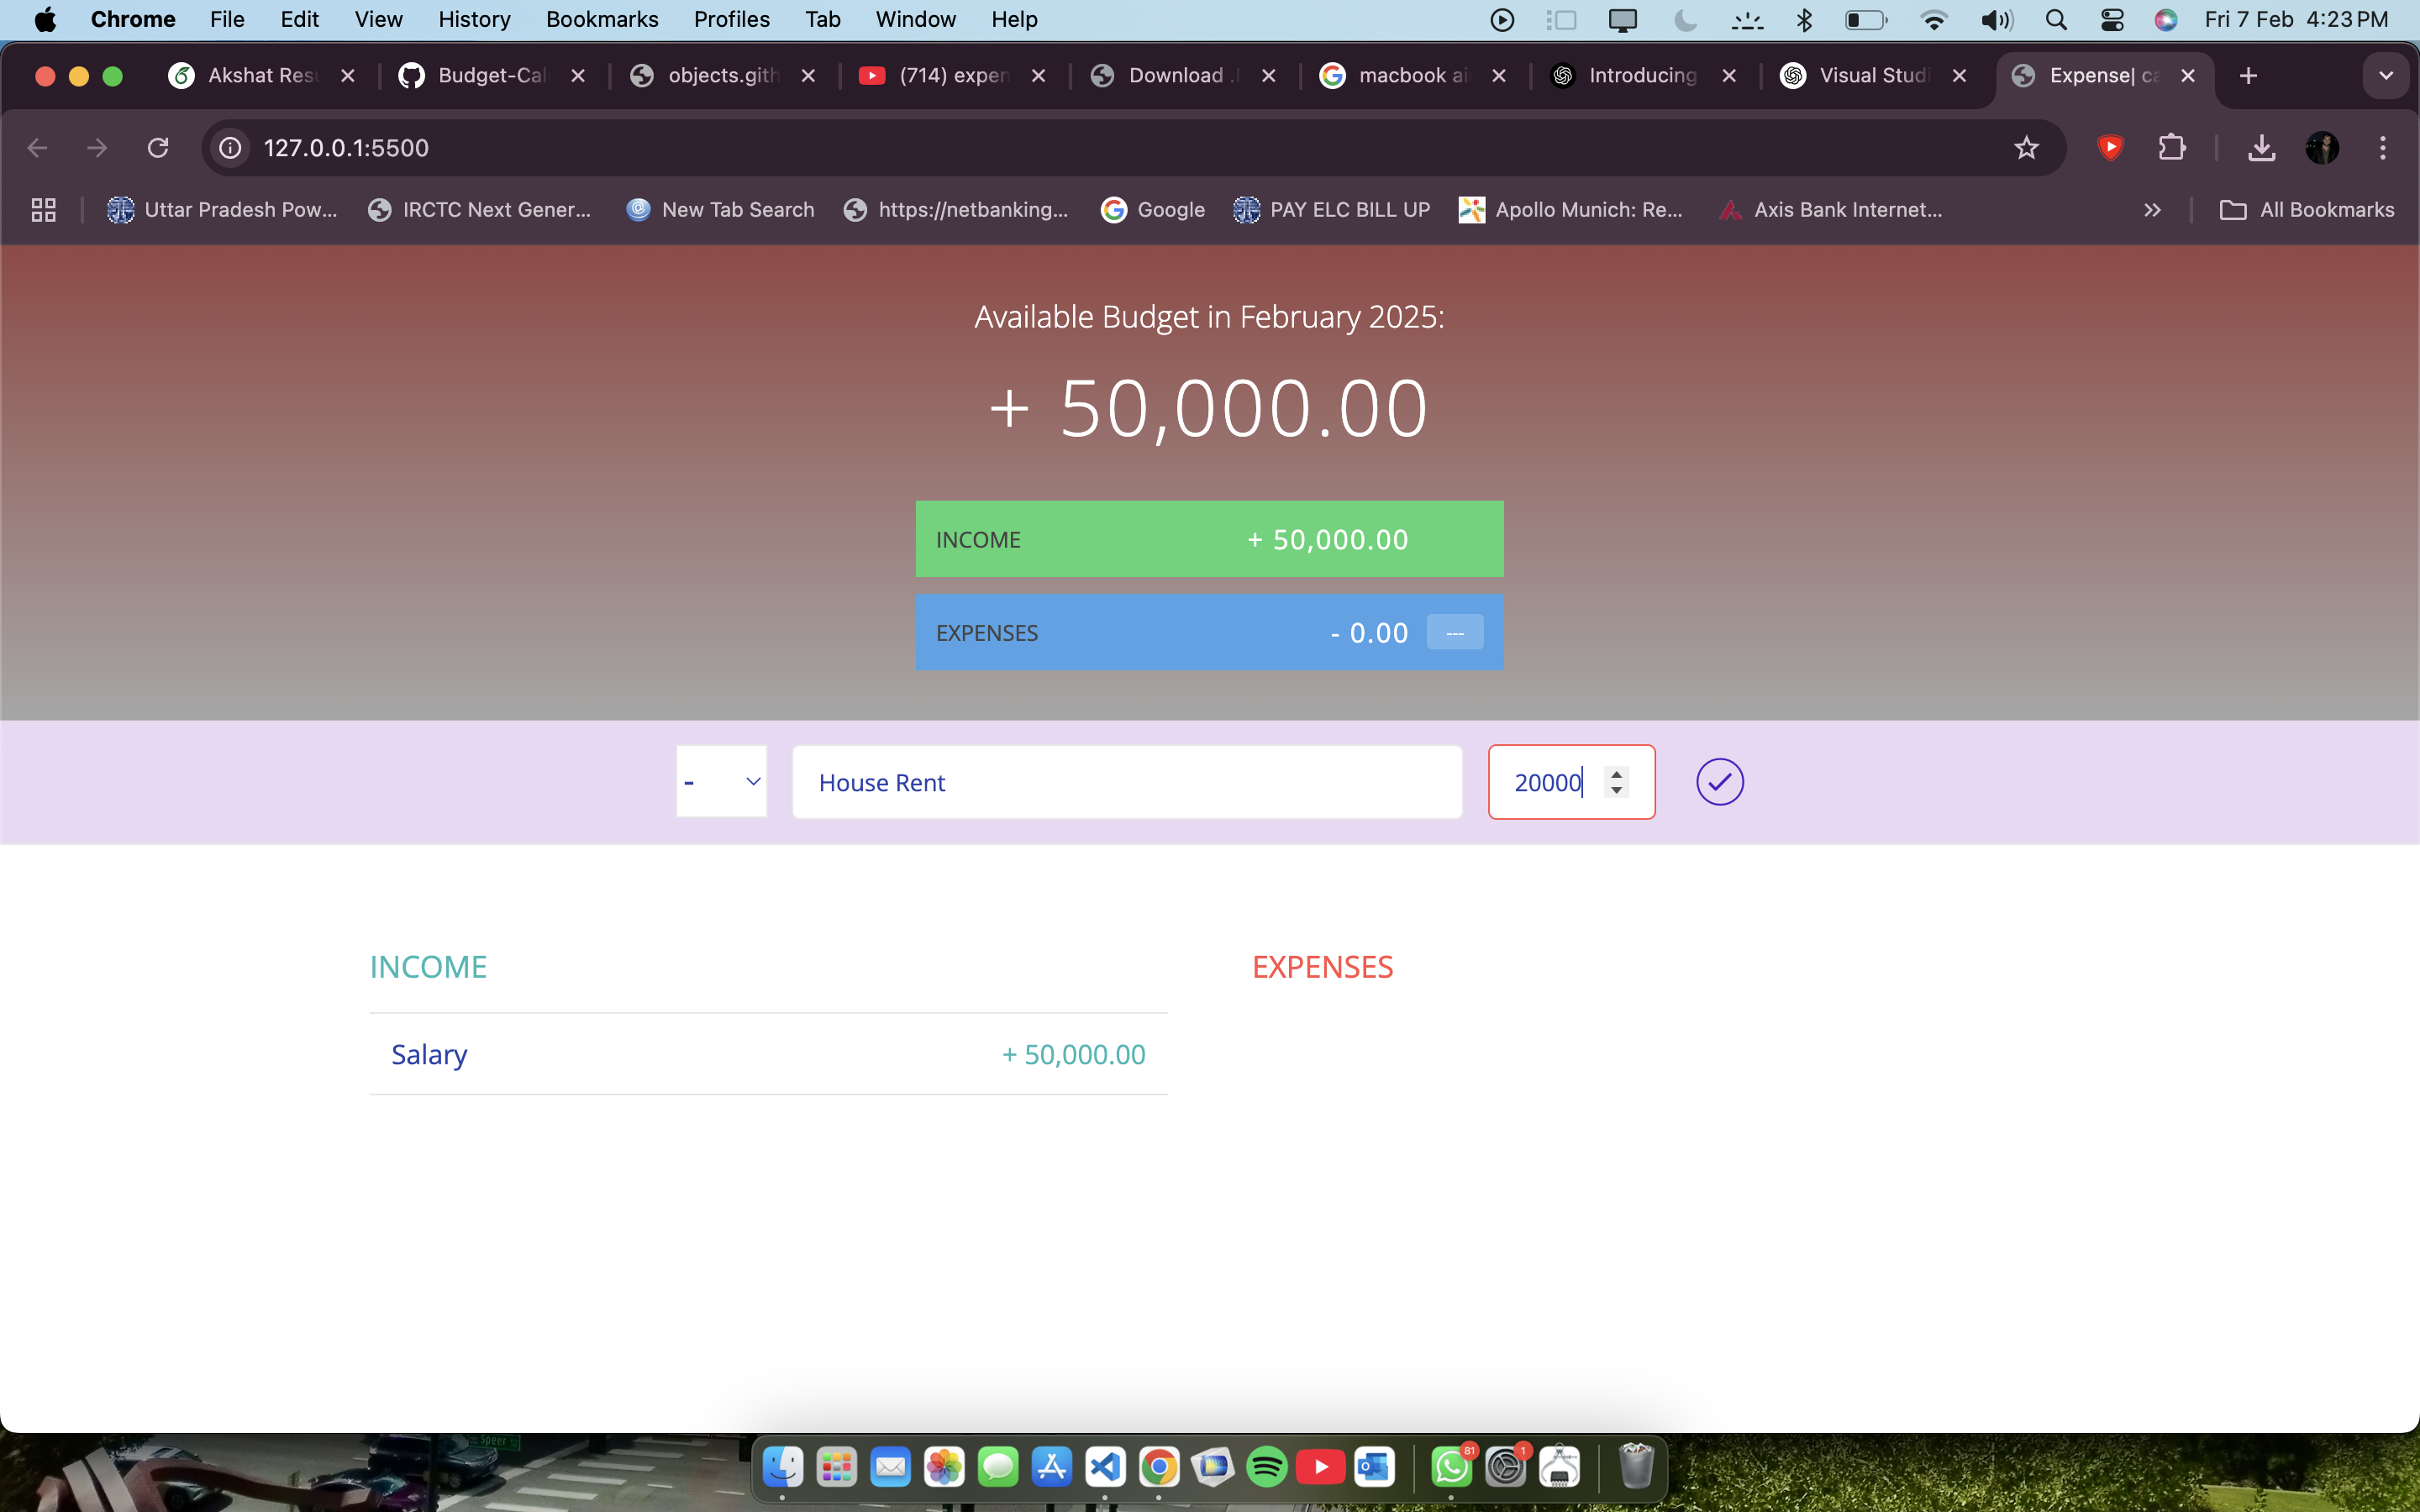 Chrome File Edit View History Bookmarks Profiles Tab Window Help Fri 7 Feb 4:23 PM
Akshat Res Budget-Cal objects.gith (714) expen Download . macbook ai Introducing Visual Studi Expense| ca
127.0.0.1:5500
Uttar Pradesh Pow... IRCTC Next Gener... New Tab Search https://netbanking... Google PAY ELC BILL UP Apollo Munich: Re... Axis Bank Internet... All Bookmarks
Available Budget in February 2025:
+ 50,000.00
INCOME + 50,000.00
EXPENSES - 0.00 ---
- House Rent 20000
INCOME EXPENSES
Salary + 50,000.00
Speer
81 1